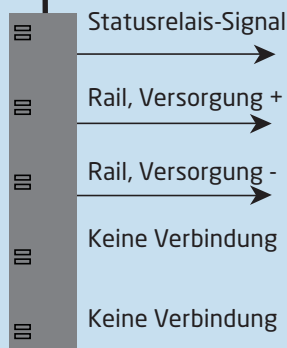 Statusrelais-Signal
Rail, Versorgung +
Rail, Versorgung -
Keine Verbindung
Keine Verbindung